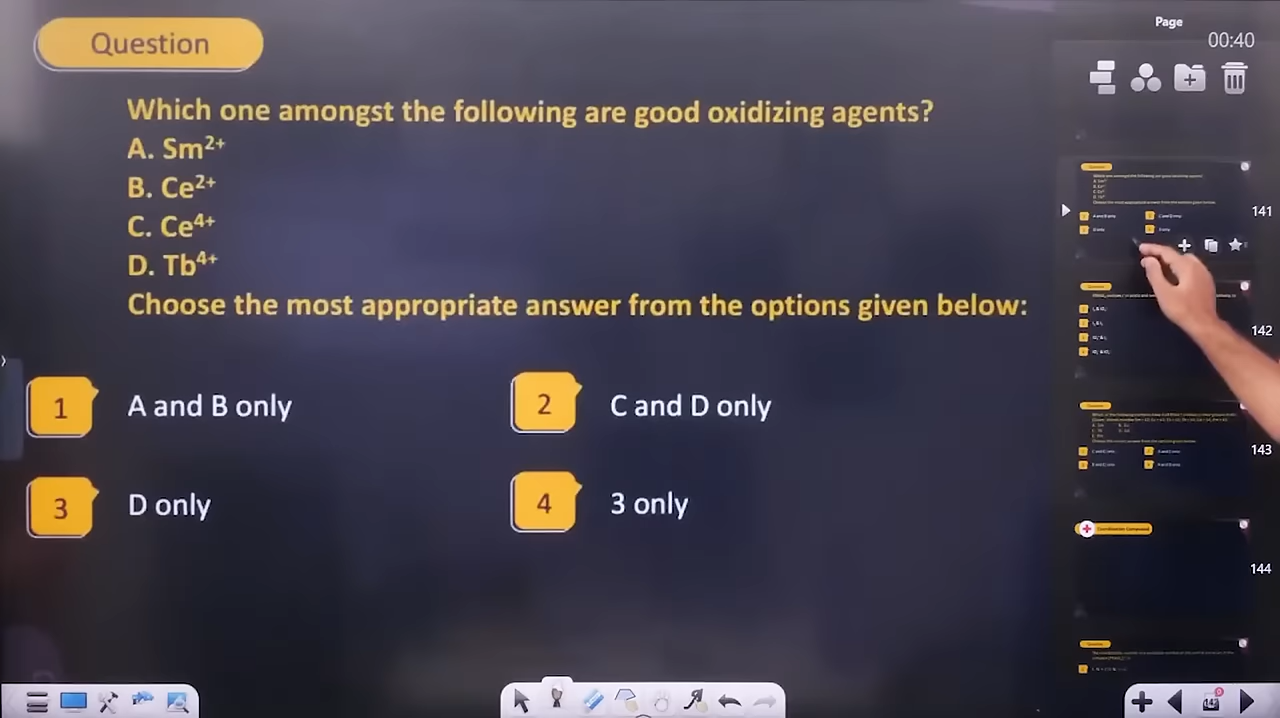 Question
Page
00:40
Which one amongst the following are good oxidizing agents?
A. Sm²⁺
B. Ce²⁺
C. Ce⁴⁺
D. Tb⁴⁺
Choose the most appropriate answer from the options given below:
1 A and B only
2 C and D only
3 D only
4 3 only
141
142
143
Coordination Compound
144